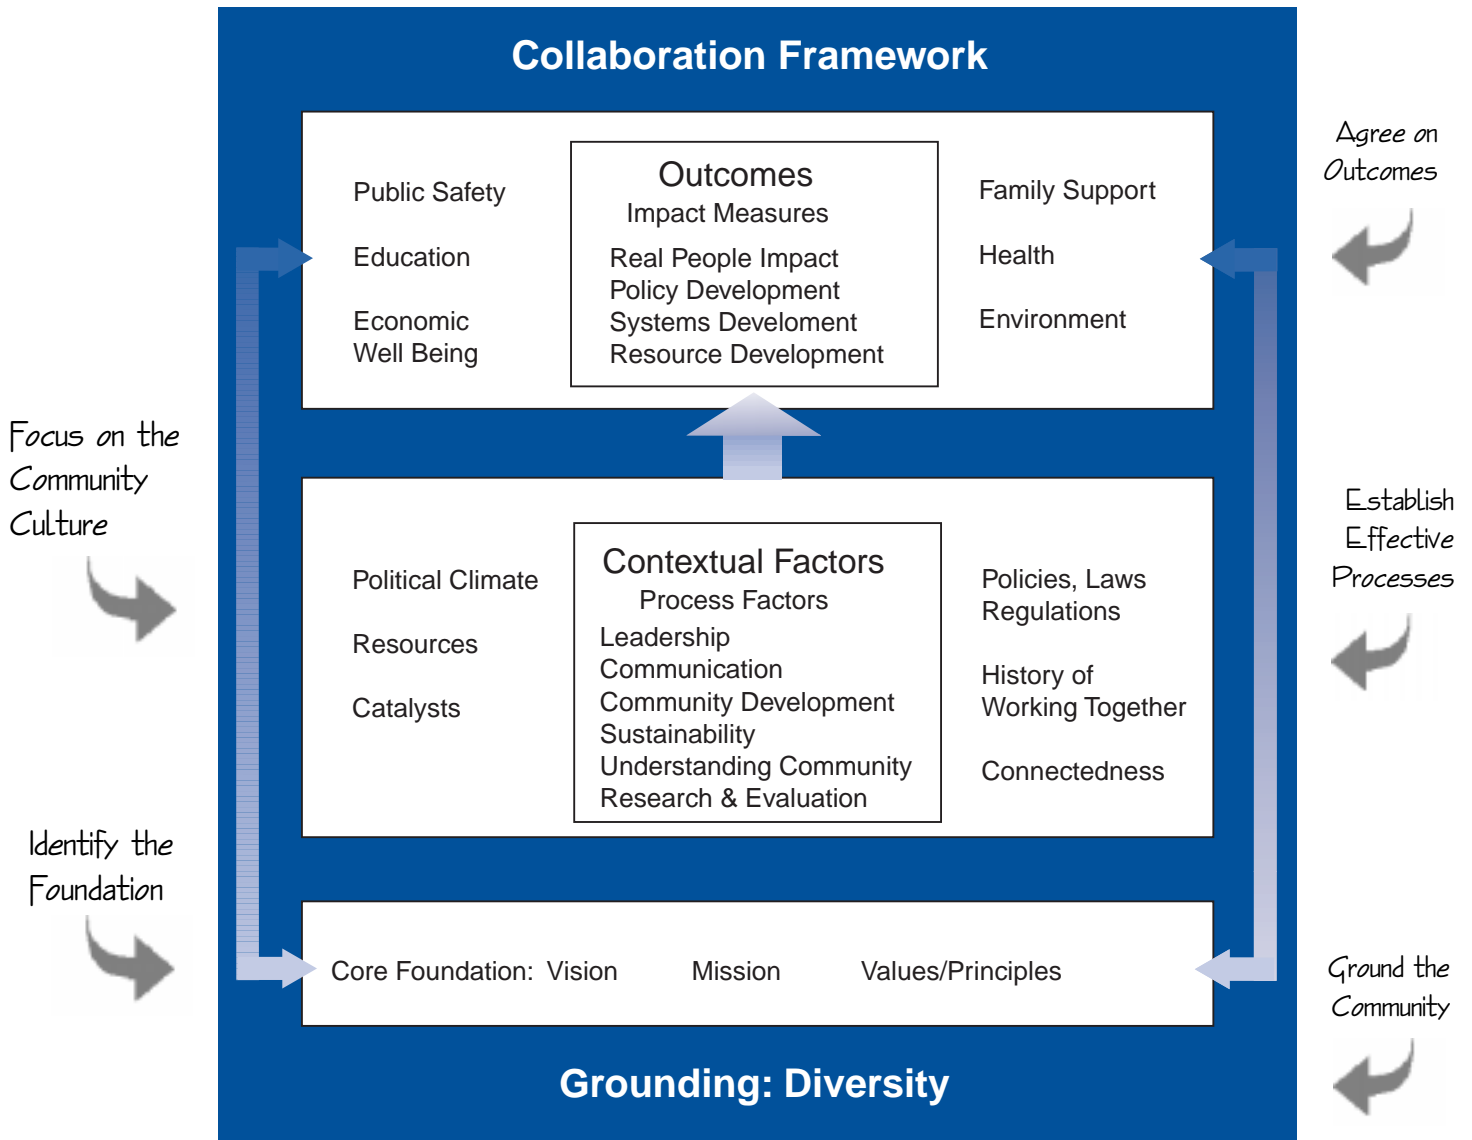 Collaboration Framework
Public Safety
Education
Economic
Well Being
Outcomes
Impact Measures
Real People Impact
Policy Development
Systems Develoment
Resource Development
Family Support
Health
Environment
Agree on
Outcomes
Focus on the
Community
Culture
Political Climate
Resources
Catalysts
Contextual Factors
Process Factors
Leadership
Communication
Community Development
Sustainability
Understanding Community
Research & Evaluation
Policies, Laws
Regulations
History of
Working Together
Connectedness
Establish
Effective
Processes
Identify the
Foundation
Core Foundation: Vision Mission Values/Principles
Ground the
Community
Grounding: Diversity